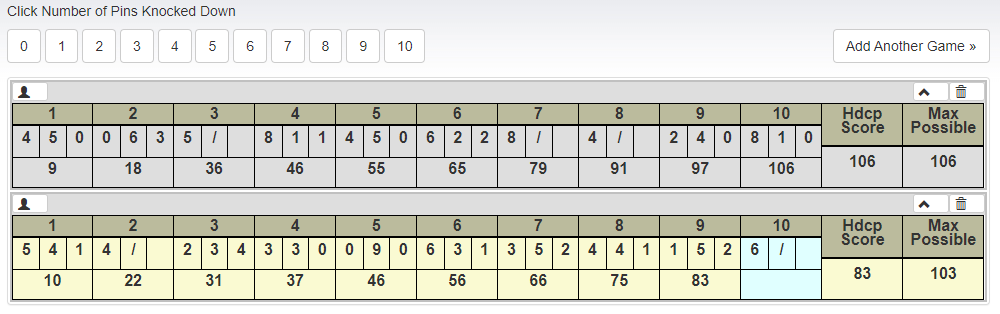 Click Number of Pins Knocked Down
0 1 2 3 4 5 6 7 8 9 10 Add Another Game »
1 2 3 4 5 6 7 8 9 10 Hdcp Score Max Possible
4 5 0 0 6 3 5 / 8 1 1 4 5 0 6 2 2 8 / 4 / 2 4 0 8 1 0
9 18 36 46 55 65 79 91 97 106 106 106
1 2 3 4 5 6 7 8 9 10 Hdcp Score Max Possible
5 4 1 4 / 2 3 4 3 3 0 0 9 0 6 3 1 3 5 2 4 4 1 1 5 2 6 /
10 22 31 37 46 56 66 75 83 83 103